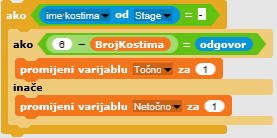 ako ime kostima od Stage = -
ako 6 - BrojKostima = odgovor
promijeni varijablu Točno za 1
inače
promijeni varijablu Netočno za 1